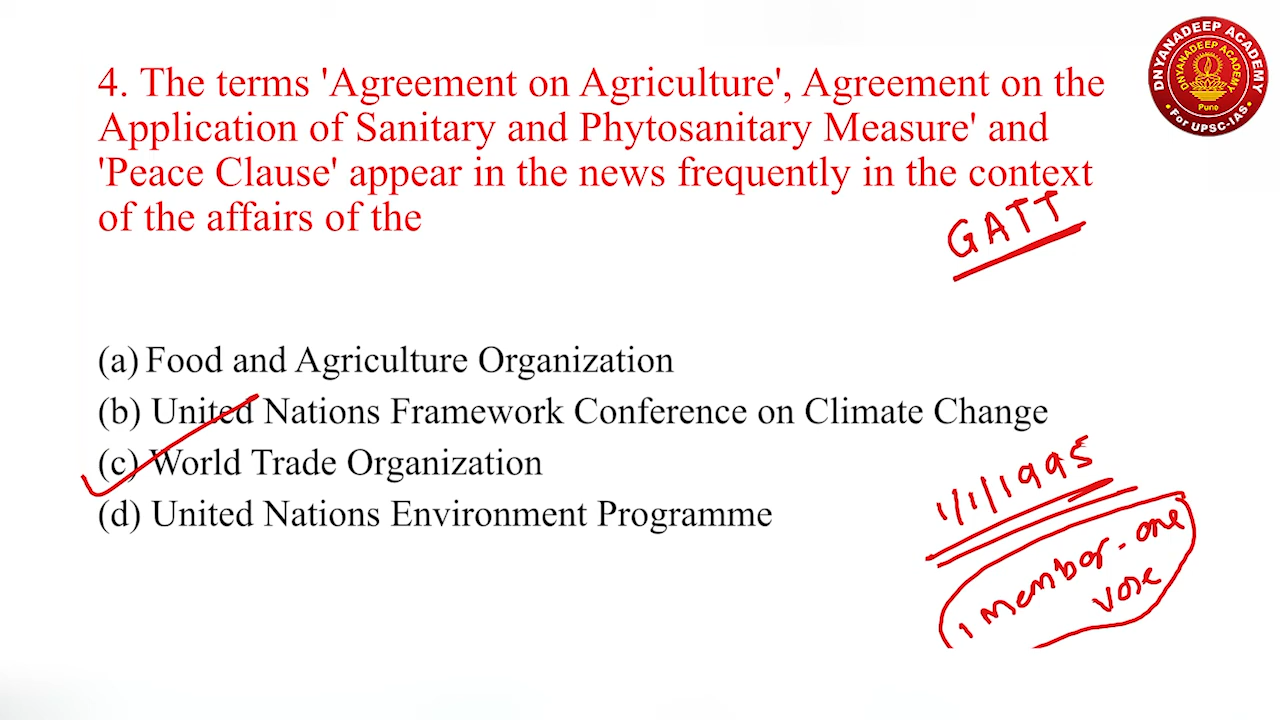 4. The terms 'Agreement on Agriculture', Agreement on the
Application of Sanitary and Phytosanitary Measure' and
'Peace Clause' appear in the news frequently in the context
of the affairs of the
GATT
(a) Food and Agriculture Organization
(b) United Nations Framework Conference on Climate Change
(c) World Trade Organization
(d) United Nations Environment Programme
1/1/1995
1 member - one
vote
DNYANADEEP ACADEMY
DNYANADEEP ACADEMY
Pune
• For UPSC-IAS •